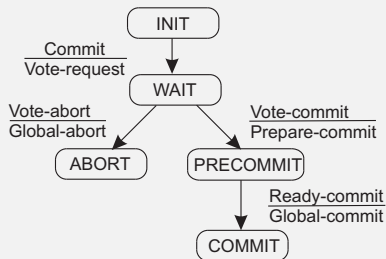 INIT
Commit
Vote-request
WAIT
Vote-abort
Global-abort
Vote-commit
Prepare-commit
ABORT
PRECOMMIT
Ready-commit
Global-commit
COMMIT